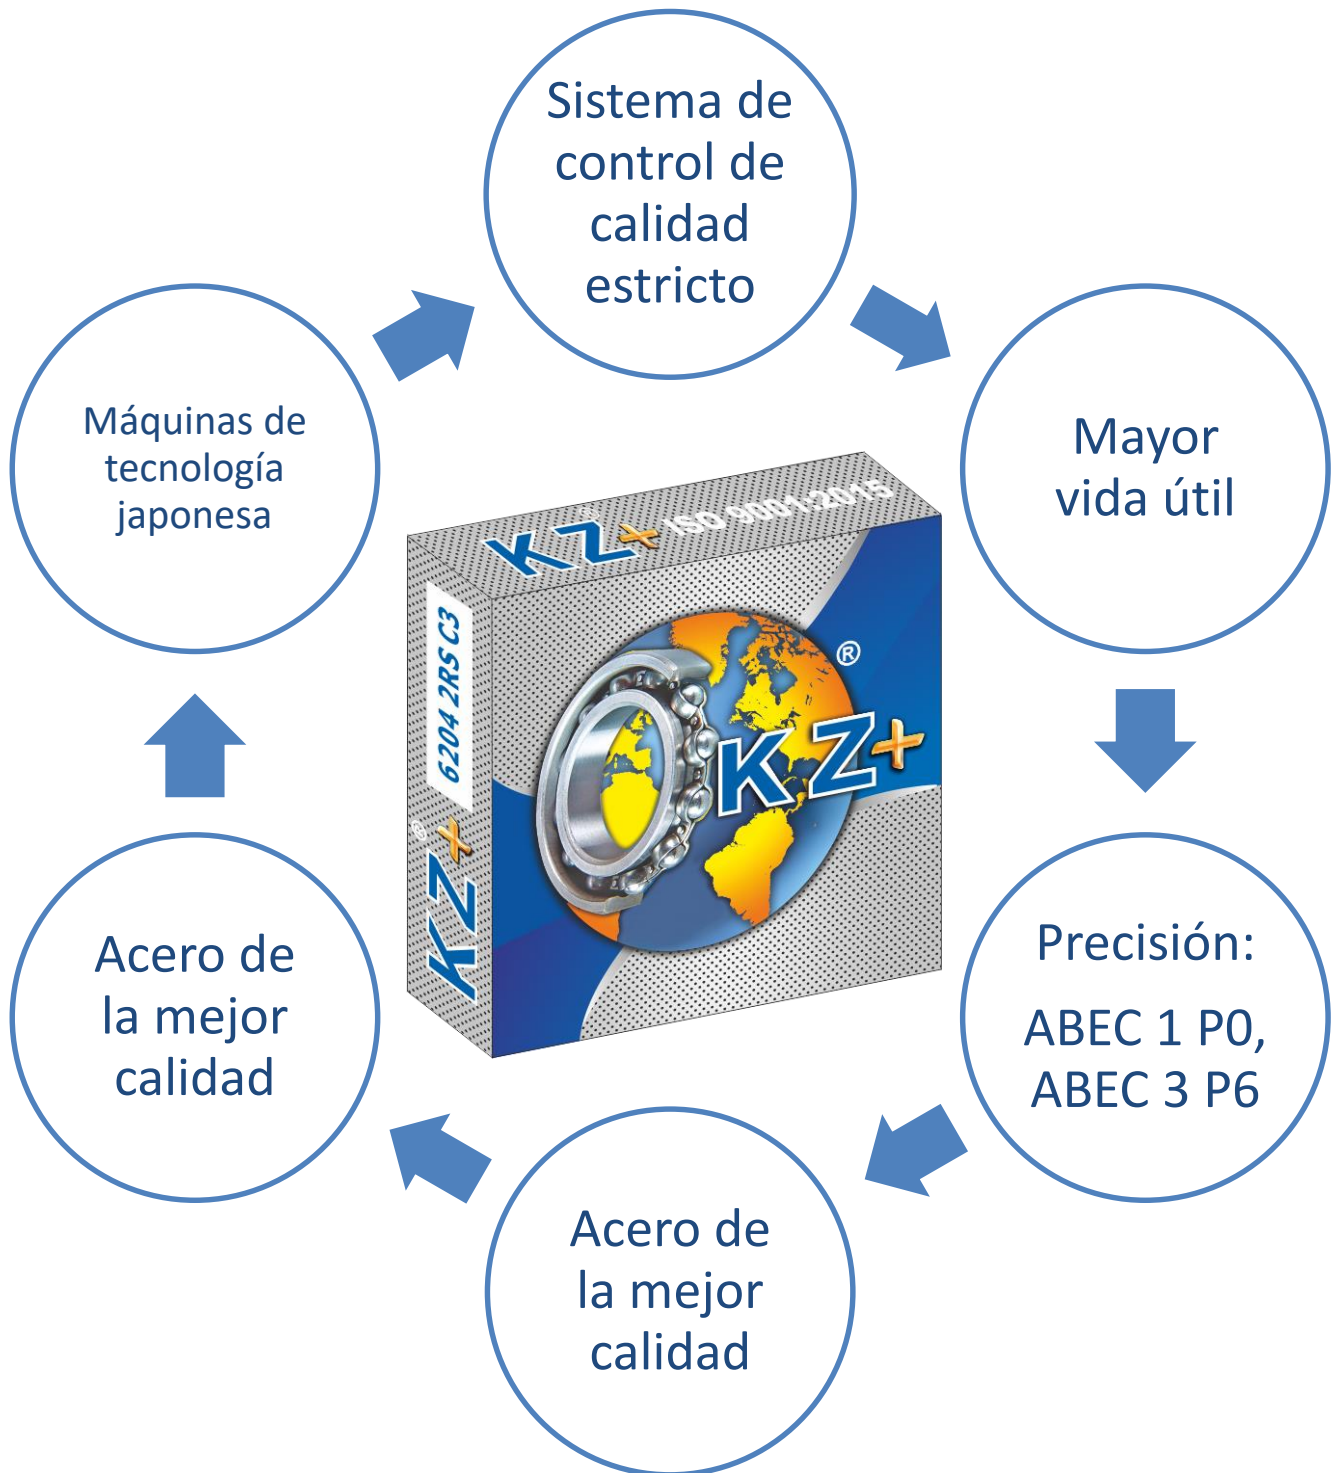 Sistema de
control de
calidad
estricto
Máquinas de
tecnología
japonesa
Mayor
vida útil
KZ+® ISO 9001:2015
6204 2RS C3
KZ+®
®
KZ+
Precisión:
ABEC 1 P0,
ABEC 3 P6
Acero de
la mejor
calidad
Acero de
la mejor
calidad